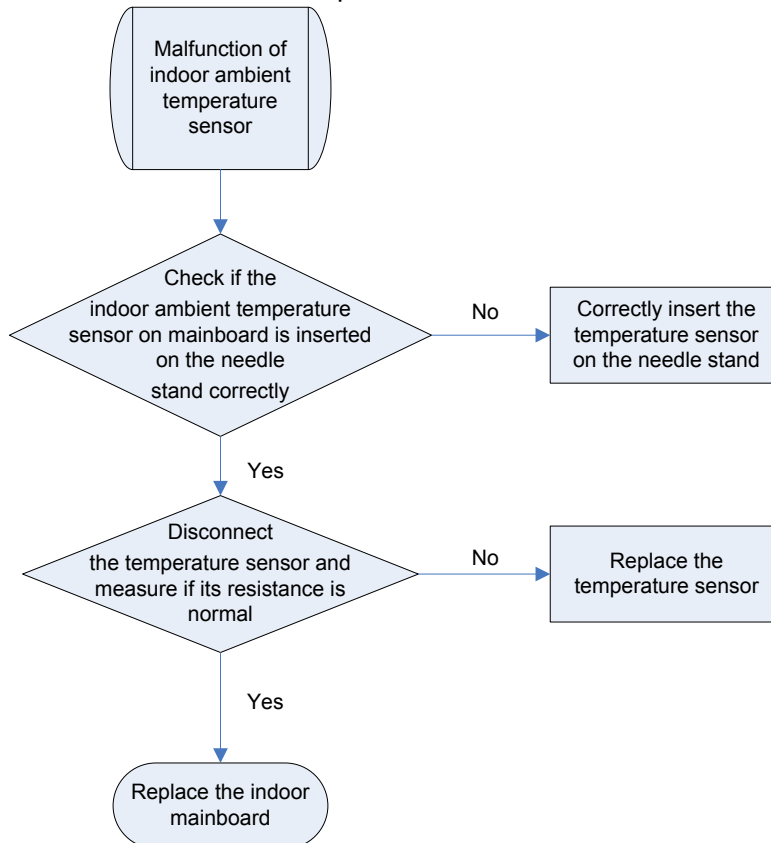 Malfunction of
indoor ambient
temperature
sensor
Check if the
indoor ambient temperature
sensor on mainboard is inserted
on the needle
stand correctly
No
Correctly insert the
temperature sensor
on the needle stand
Yes
Disconnect
the temperature sensor and
measure if its resistance is
normal
No
Replace the
temperature sensor
Yes
Replace the indoor
mainboard